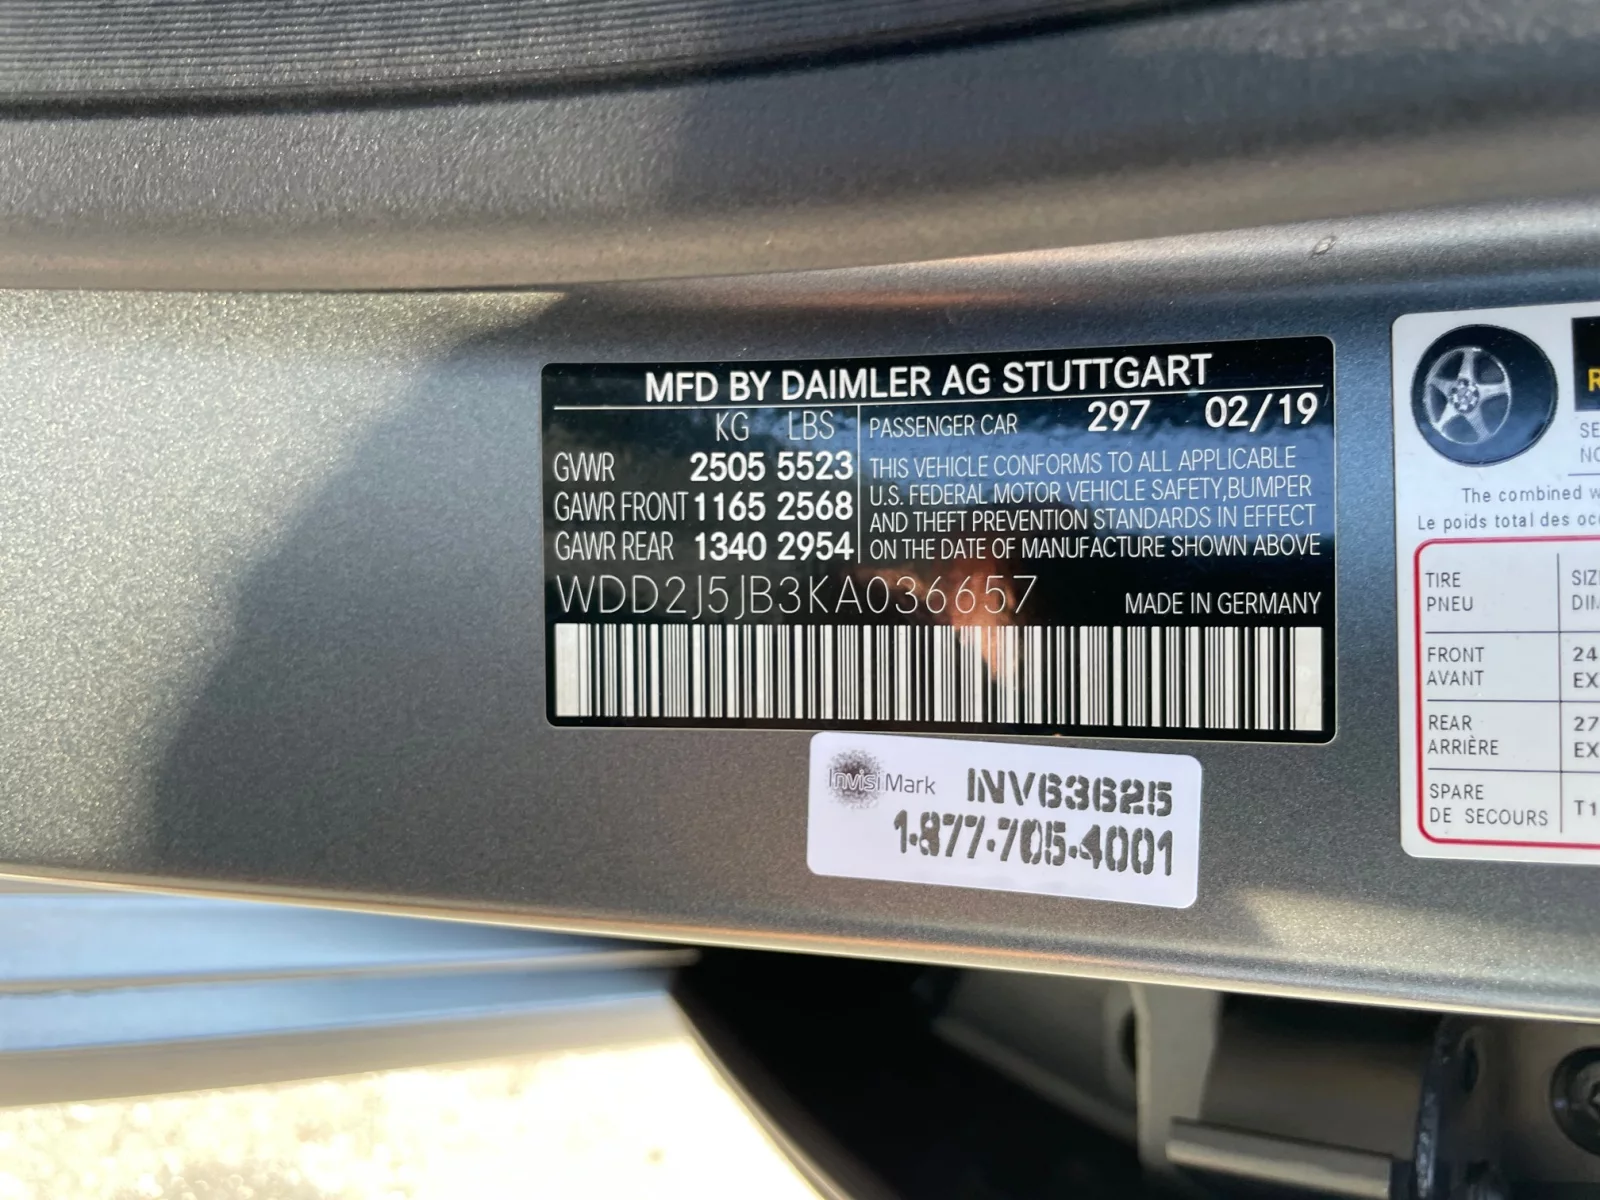 MFD BY DAIMLER AG STUTTGART
KG LBS
GVWR 2505 5523
GAWR FRONT 1165 2568
GAWR REAR 1340 2954
PASSENGER CAR 297 02/19
THIS VEHICLE CONFORMS TO ALL APPLICABLE
U.S. FEDERAL MOTOR VEHICLE SAFETY,BUMPER
AND THEFT PREVENTION STANDARDS IN EFFECT
ON THE DATE OF MANUFACTURE SHOWN ABOVE
WDD2J5JB3KA036657
MADE IN GERMANY
InvisiMark INV63625
1-877-705-4001
The combined
Le poids total des
TIRE
PNEU
FRONT
AVANT
REAR
ARRIÈRE
SPARE
DE SECOURS